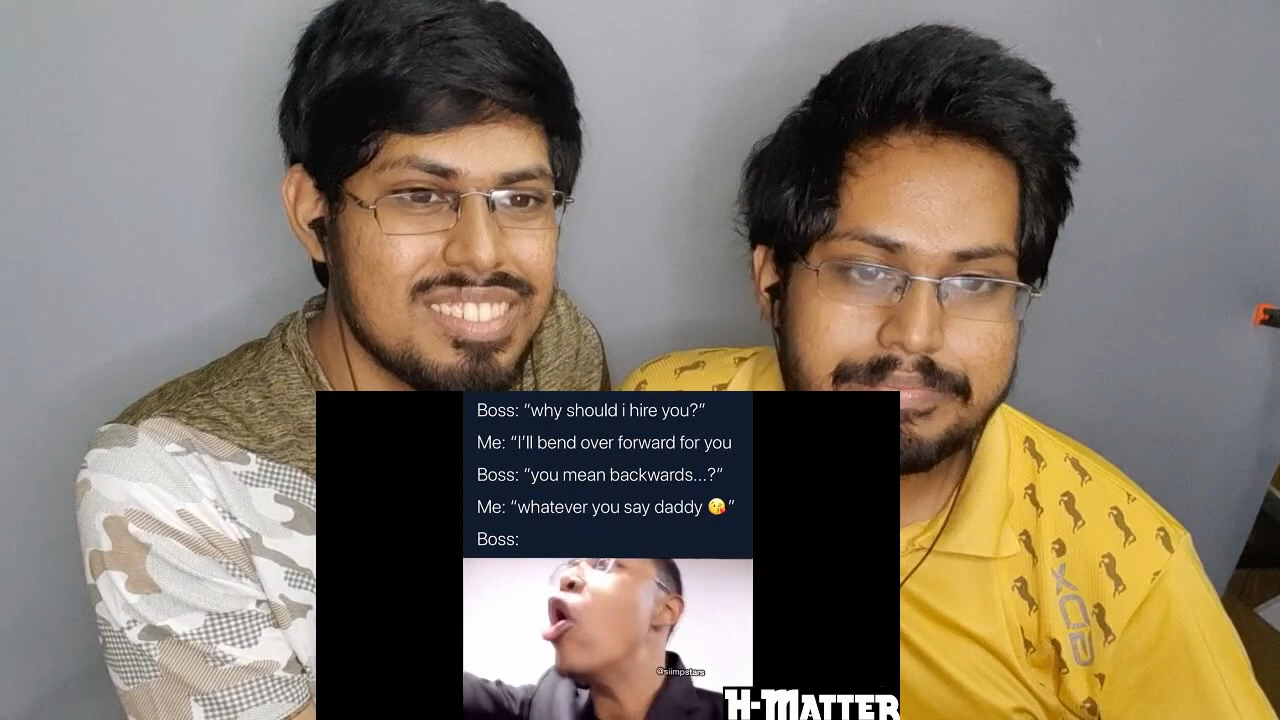 Boss: “why should i hire you?”
Me: “I’ll bend over forward for you
Boss: “you mean backwards...?”
Me: “whatever you say daddy 😘”
Boss:
@siimpstars
H-MATTER
XOD